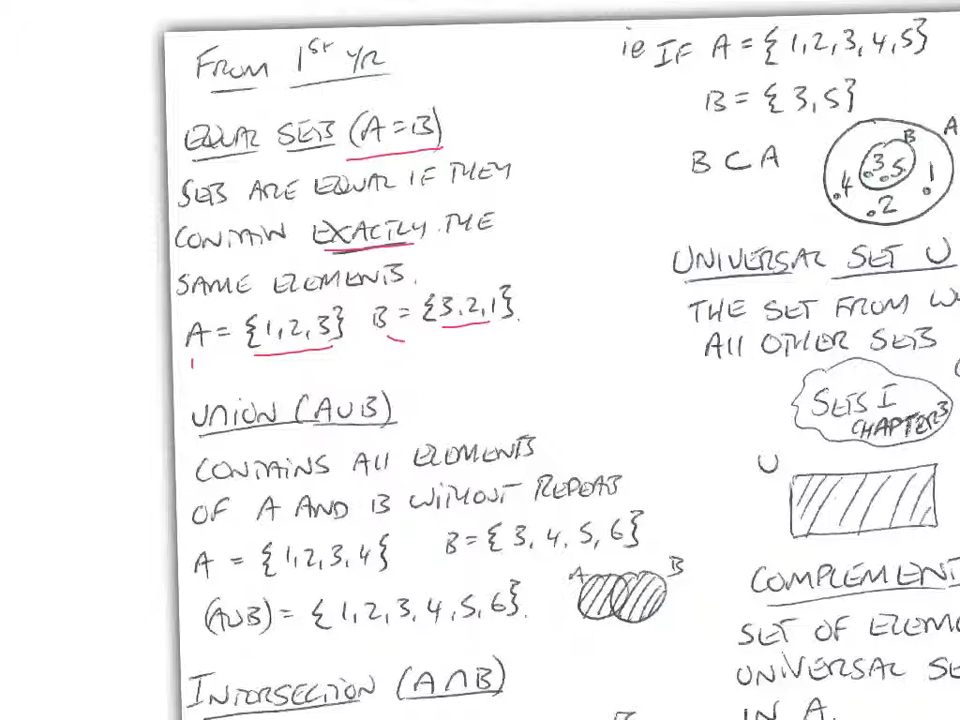 FROM 1ST YR
EQUAL SETS (A=B)
SETS ARE EQUAL IF THEY
CONTAIN EXACTLY THE
SAME ELEMENTS.
A = {1,2,3} B = {3,2,1}.
UNION (A∪B)
CONTAINS ALL ELEMENTS
OF A AND B WITHOUT REPEATS
A = {1,2,3,4} B={3,4,5,6}
(A∪B) = {1,2,3,4,5,6}.
A B
INTERSECTION (A∩B)
ie IF A = {1,2,3,4,5}
B = {3,5}
B ⊂ A
A
B
.3 .5
.4 .1
.2
UNIVERSAL SET U
THE SET FROM
ALL OTHER SETS
SETS I
CHAPTER 3
U
COMPLEMENT
SET OF
UNIVERSAL
IN A.